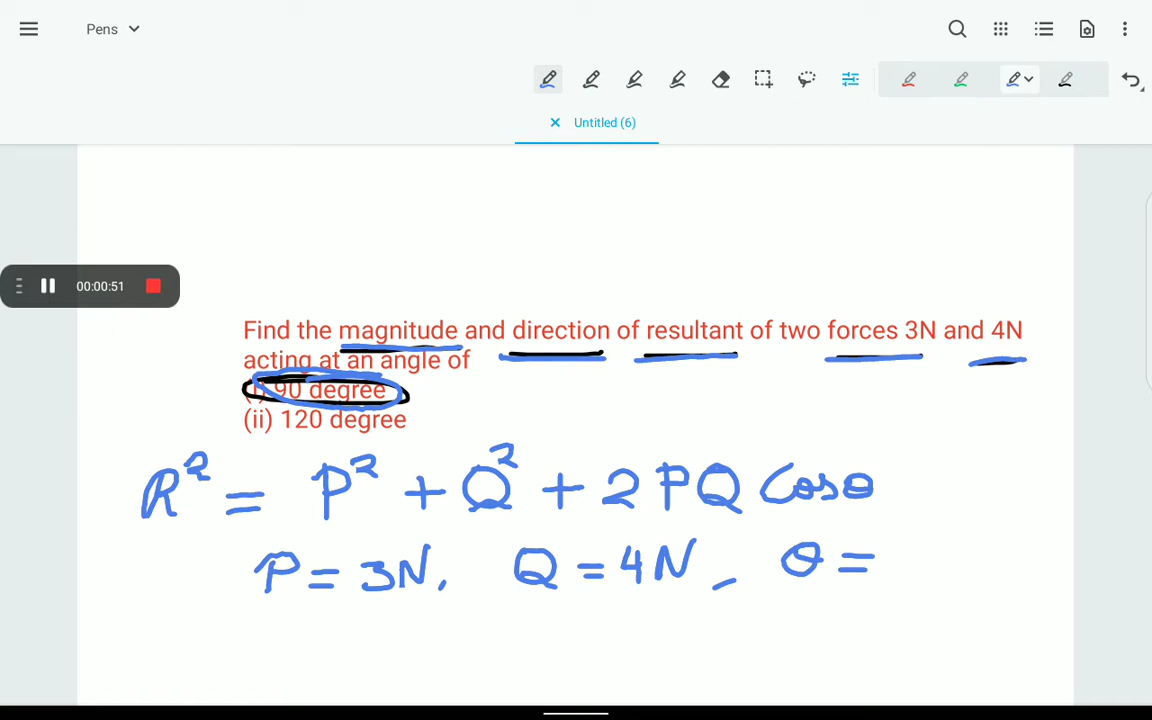 Pens
Untitled (6)
00:00:51
Find the magnitude and direction of resultant of two forces 3N and 4N
acting at an angle of
(i) 90 degree
(ii) 120 degree
R² = P² + Q² + 2PQ Cosθ
P = 3N, Q = 4N, θ =